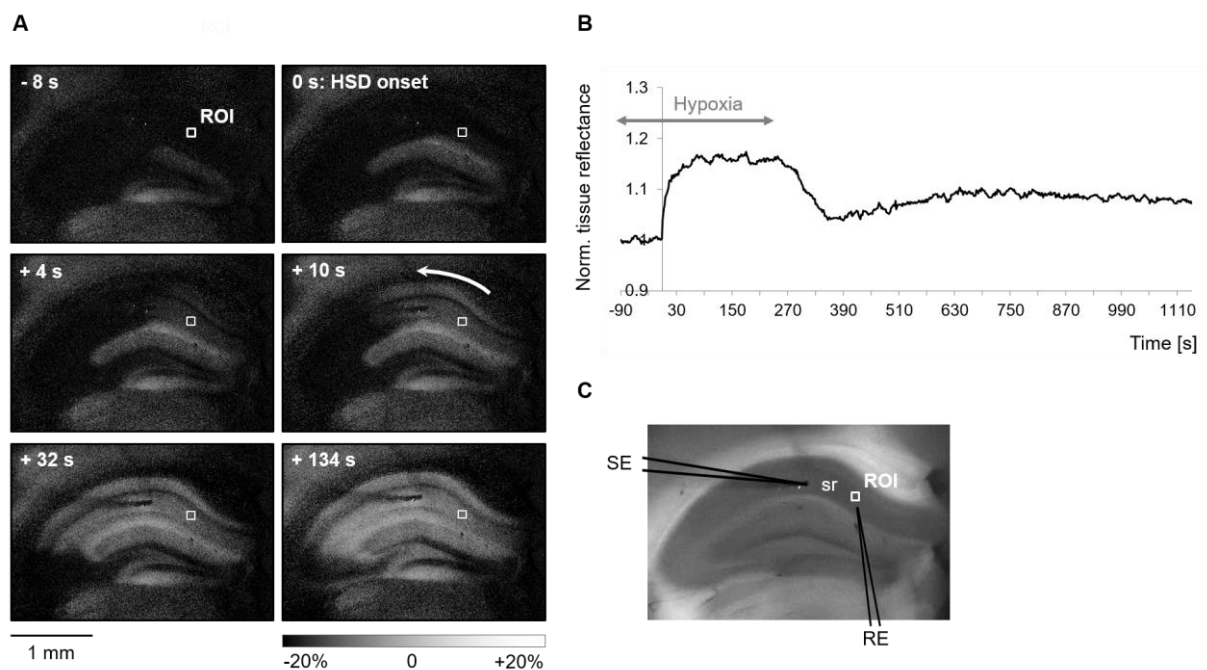 A
- 8 s
ROI
0 s: HSD onset
+ 4 s
+ 10 s
+ 32 s
+ 134 s
1 mm
-20%
0
+20%
B
Norm. tissue reflectance
1.3
1.2
1.1
1
0.9
Hypoxia
-90
30
150
270
390
510
630
750
870
990
1110
Time [s]
C
SE
sr
ROI
RE